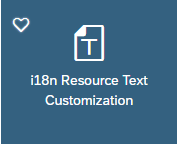 T
i18n Resource Text
Customization